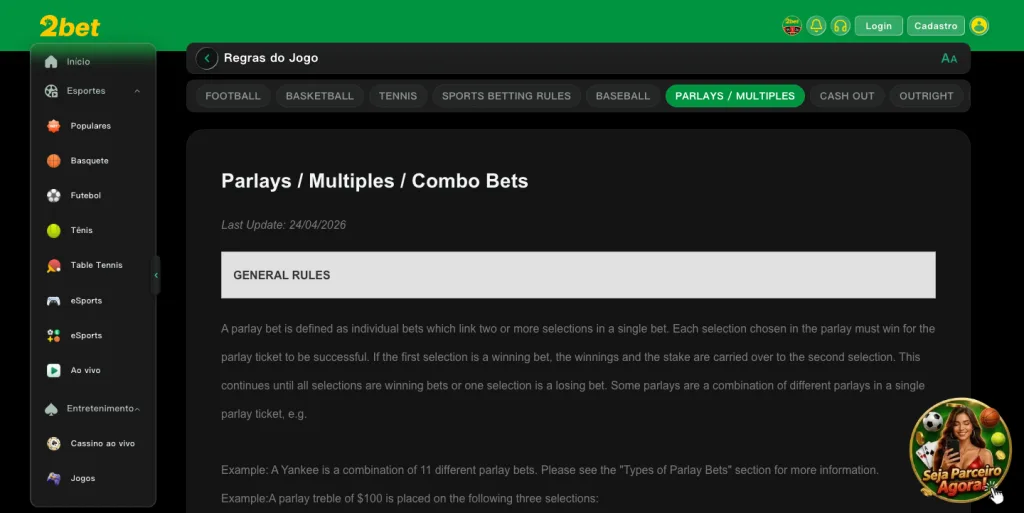 2bet
2bet
Login
Cadastro
Início
Esportes
Populares
Basquete
Futebol
Tênis
Table Tennis
eSports
eSports
Ao vivo
Entretenimento
Cassino ao vivo
Jogos
Regras do Jogo
AA
FOOTBALL
BASKETBALL
TENNIS
SPORTS BETTING RULES
BASEBALL
PARLAYS / MULTIPLES
CASH OUT
OUTRIGHT
Parlays / Multiples / Combo Bets
Last Update: 24/04/2026
GENERAL RULES
A parlay bet is defined as individual bets which link two or more selections in a single bet. Each selection chosen in the parlay must win for the
parlay ticket to be successful. If the first selection is a winning bet, the winnings and the stake are carried over to the second selection. This
continues until all selections are winning bets or one selection is a losing bet. Some parlays are a combination of different parlays in a single
parlay ticket, e.g.
Example: A Yankee is a combination of 11 different parlay bets. Please see the "Types of Parlay Bets" section for more information.
Example:A parlay treble of $100 is placed on the following three selections:
Seja Parceiro
Agora!